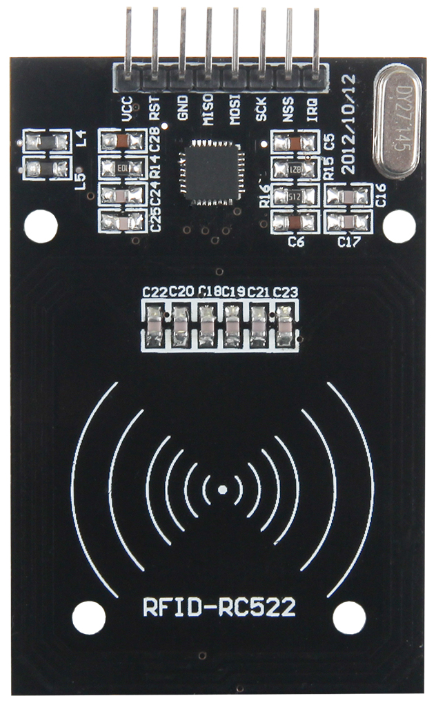 VCC RST GND MISO MOSI SCK NSS IRQ
2012/10/12
DY27145
L4
L5
C28
R14
C24
C25
C5
R15
R16
C6
C16
C17
C22 C20 C18 C19 C21 C23
RFID-RC522